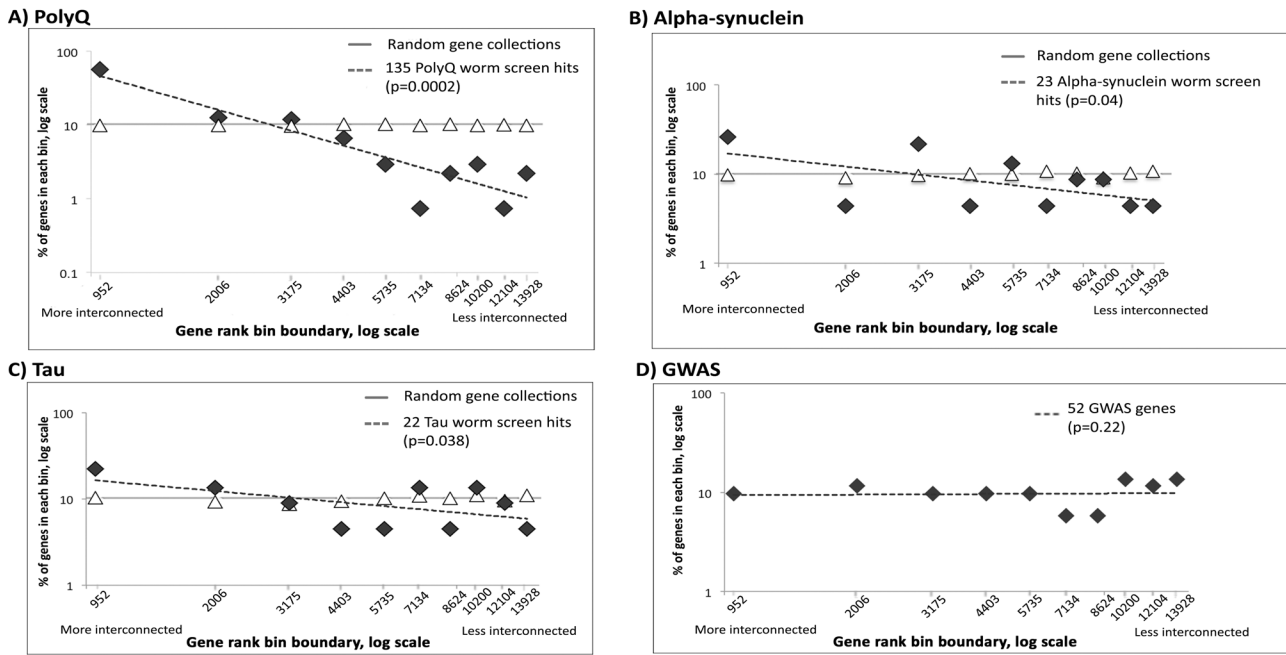 A) PolyQ
Random gene collections
135 PolyQ worm screen hits
(p=0.0002)
% of genes in each bin, log scale
100
10
1
0.1
952
2006
3175
4403
5735
7134
8624
10200
12104
13928
More interconnected
Less interconnected
Gene rank bin boundary, log scale
B) Alpha-synuclein
Random gene collections
23 Alpha-synuclein worm screen
hits (p=0.04)
% of genes in each bin, log scale
100
10
1
952
2006
3175
4403
5735
7134
8624
10200
12104
13928
More interconnected
Less interconnected
Gene rank bin boundary, log scale
C) Tau
Random gene collections
22 Tau worm screen hits
(p=0.038)
% of genes in each bin, log scale
100
10
1
952
2006
3175
4403
5735
7134
8624
10200
12104
13928
More interconnected
Less interconnected
Gene rank bin boundary, log scale
D) GWAS
52 GWAS genes
(p=0.22)
% of genes in each bin, log scale
100
10
1
952
2006
3175
4403
5735
7134
8624
10200
12104
13928
More interconnected
Less interconnected
Gene rank bin boundary, log scale